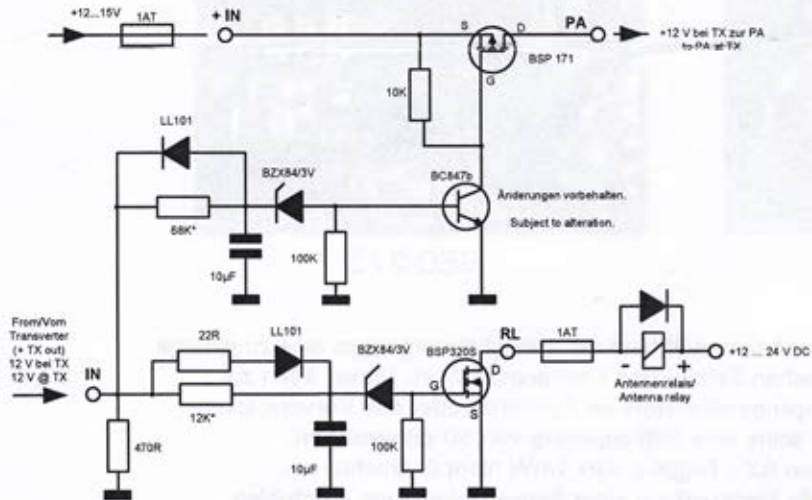 +12...15V
1AT
+ IN
S
D
PA
+12 V bei TX zur PA
to PA at TX
BSP 171
G
10K
LL101
BZX84/3V
BC847b
Änderungen vorbehalten.
Subject to alteration.
68K*
10µF
100K
From/Vom
Transverter
(+ TX out)
12 V bei TX
12 V @ TX
IN
22R
LL101
12K*
BZX84/3V
BSP320S
G
D
S
RL
1AT
-
+
+12 ... 24 V DC
Antennenrelais/
Antenna relay
470R
10µF
100K